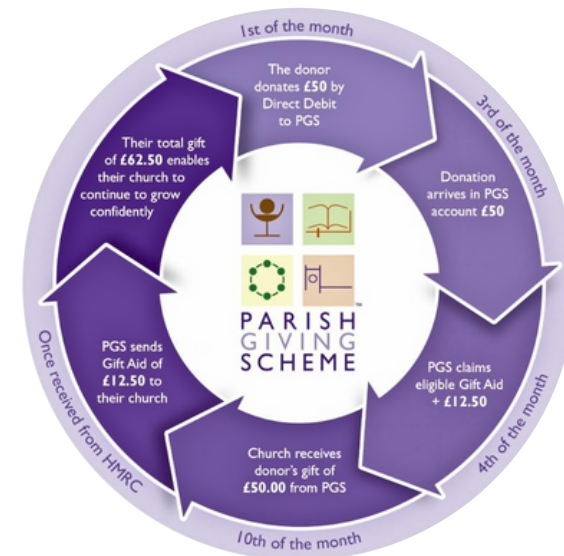 1st of the month
The donor
donates £50 by
Direct Debit
to PGS
3rd of the month
Donation
arrives in PGS
account £50
4th of the month
PGS claims
eligible Gift Aid
+ £12.50
10th of the month
Church receives
donor's gift of
£50.00 from PGS
Once received from HMRC
PGS sends
Gift Aid of
£12.50 to
their church
Their total gift
of £62.50 enables
their church to
continue to grow
confidently
PARISH
GIVING
SCHEME
™